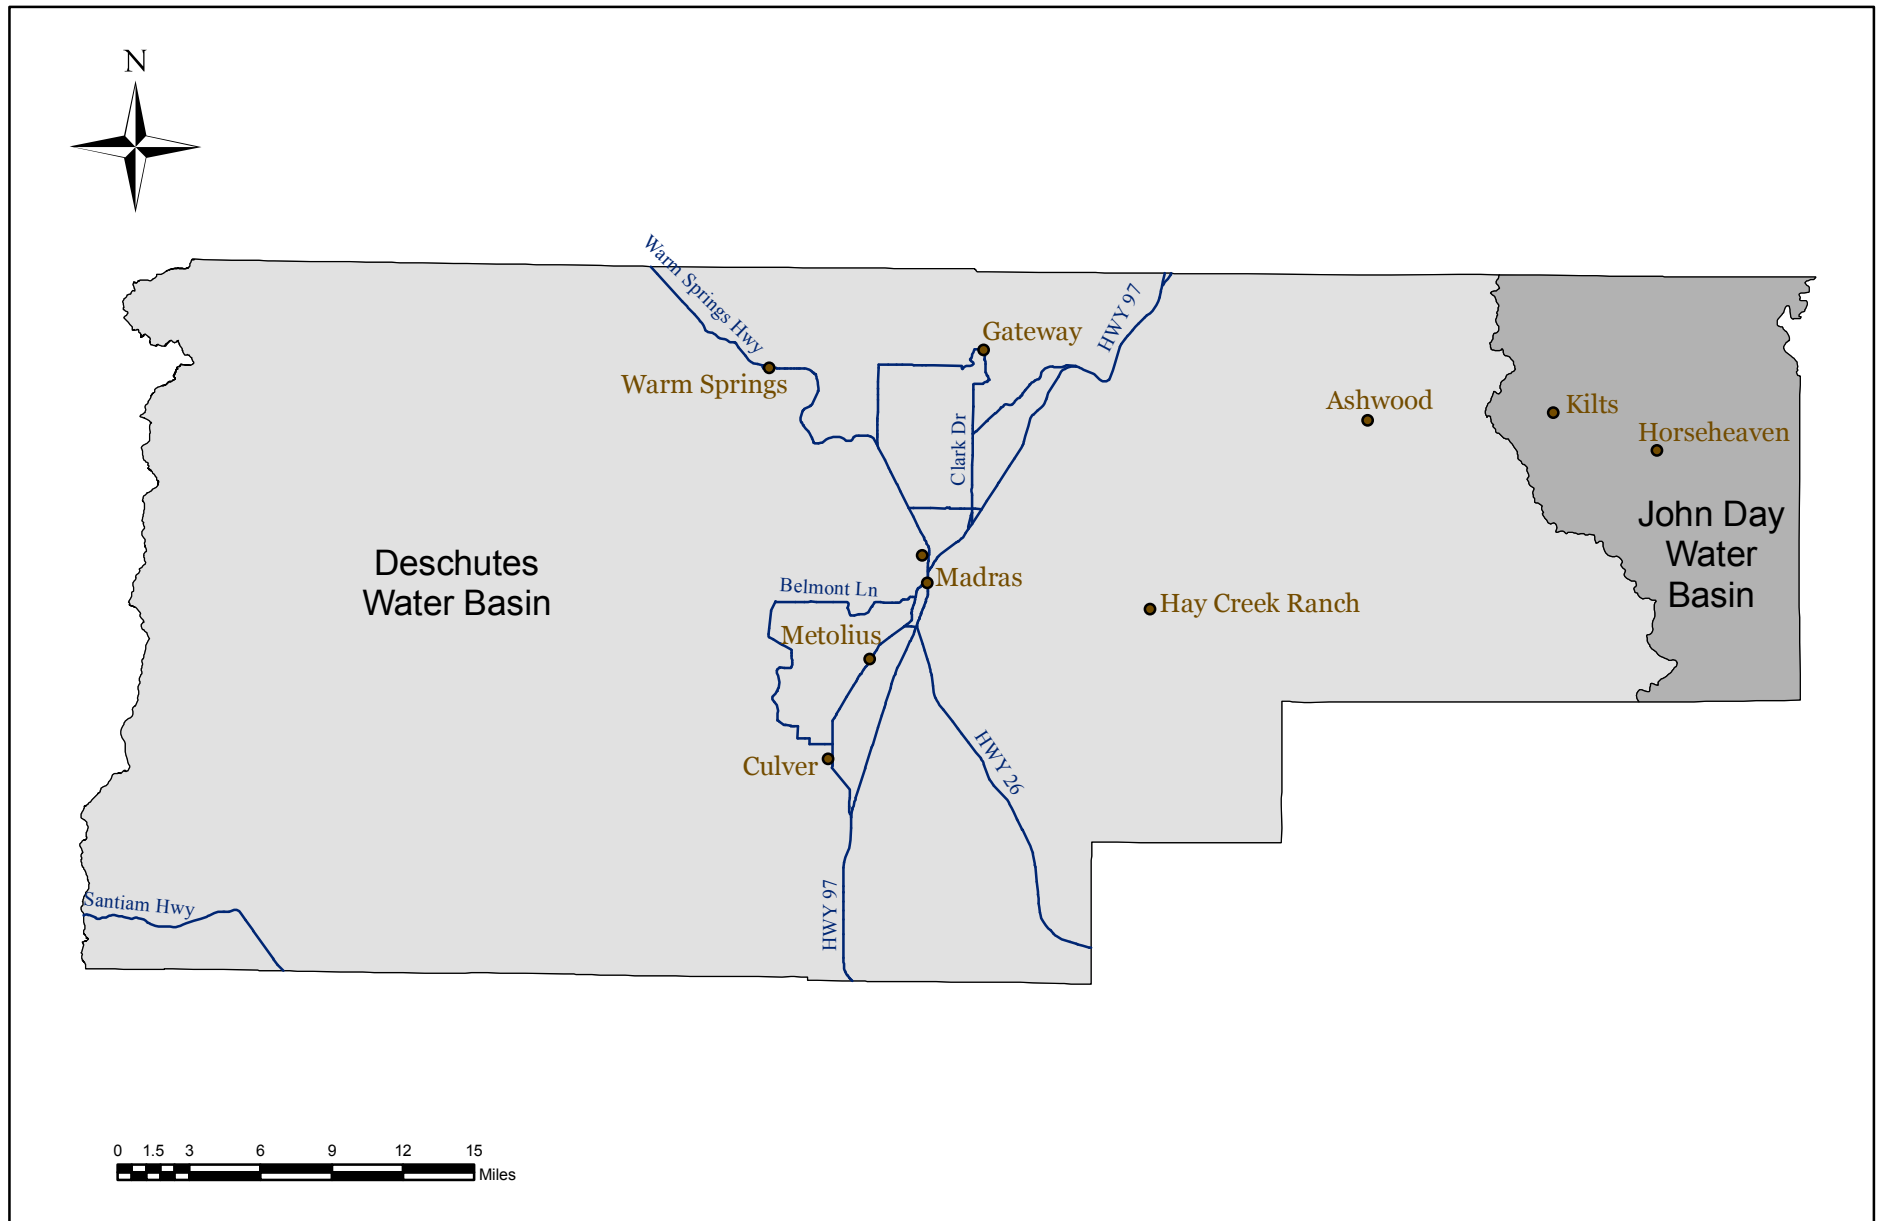 N
Warm Springs Hwy
HWY 97
Gateway
Warm Springs
Ashwood
Kilts
Clark Dr
Horseheaven
John Day
Water
Basin
Deschutes
Water Basin
Madras
Belmont Ln
Hay Creek Ranch
Metolius
HWY 26
Culver
Santiam Hwy
HWY 97
0 1.5 3 6 9 12 15
Miles